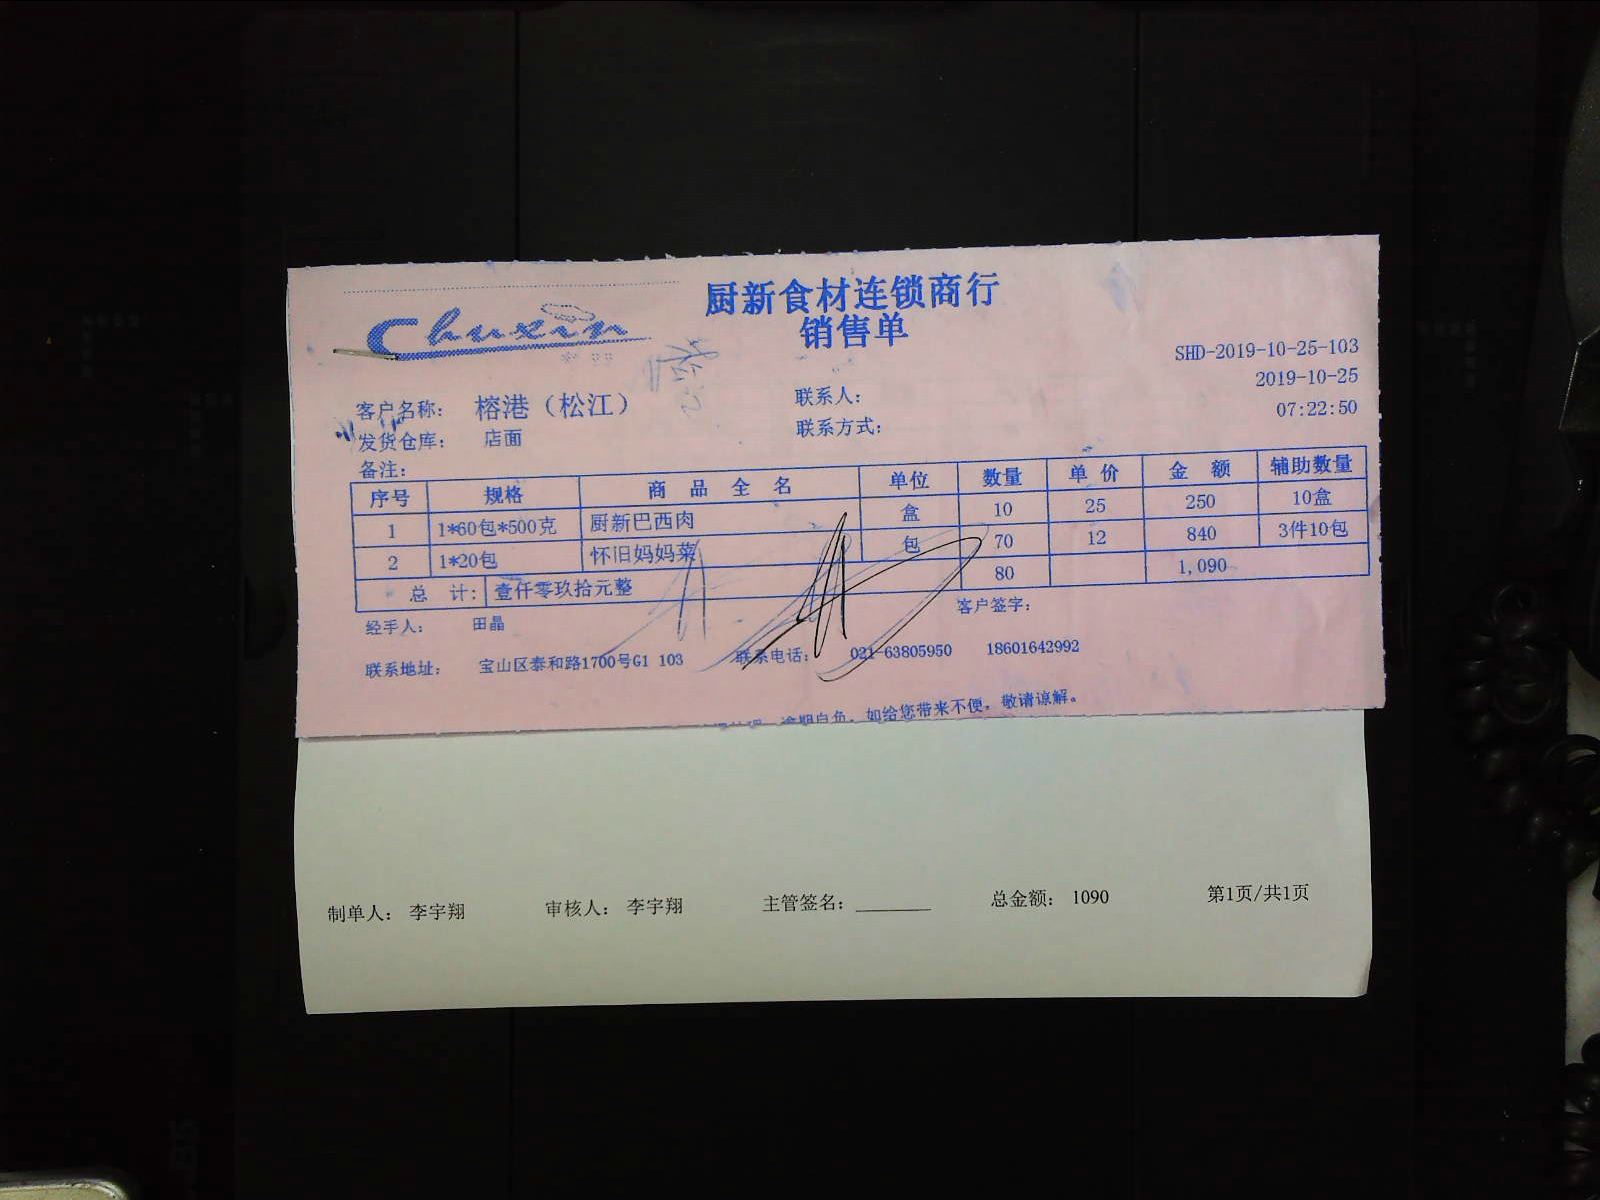 Chuxin
厨新食材连锁商行
销售单
SHD-2019-10-25-103
2019-10-25
07:22:50
客户名称: 榕港（松江） 联系人:
发货仓库: 店面 联系方式:
备注:
序号 规格 商品全名 单位 数量 单价 金额 辅助数量
1 1*60包*500克 厨新巴西肉 盒 10 25 250 10盒
2 1*20包 怀旧妈妈菜 包 70 12 840 3件10包
总计: 壹仟零玖拾元整 80 1,090
经手人: 田晶 客户签字:
联系地址: 宝山区泰和路1700号G1 103 联系电话: 021-63805950 18601642992
逾期自负，如给您带来不便，敬请谅解。
制单人： 李宇翔 审核人： 李宇翔 主管签名：________ 总金额： 1090 第1页/共1页